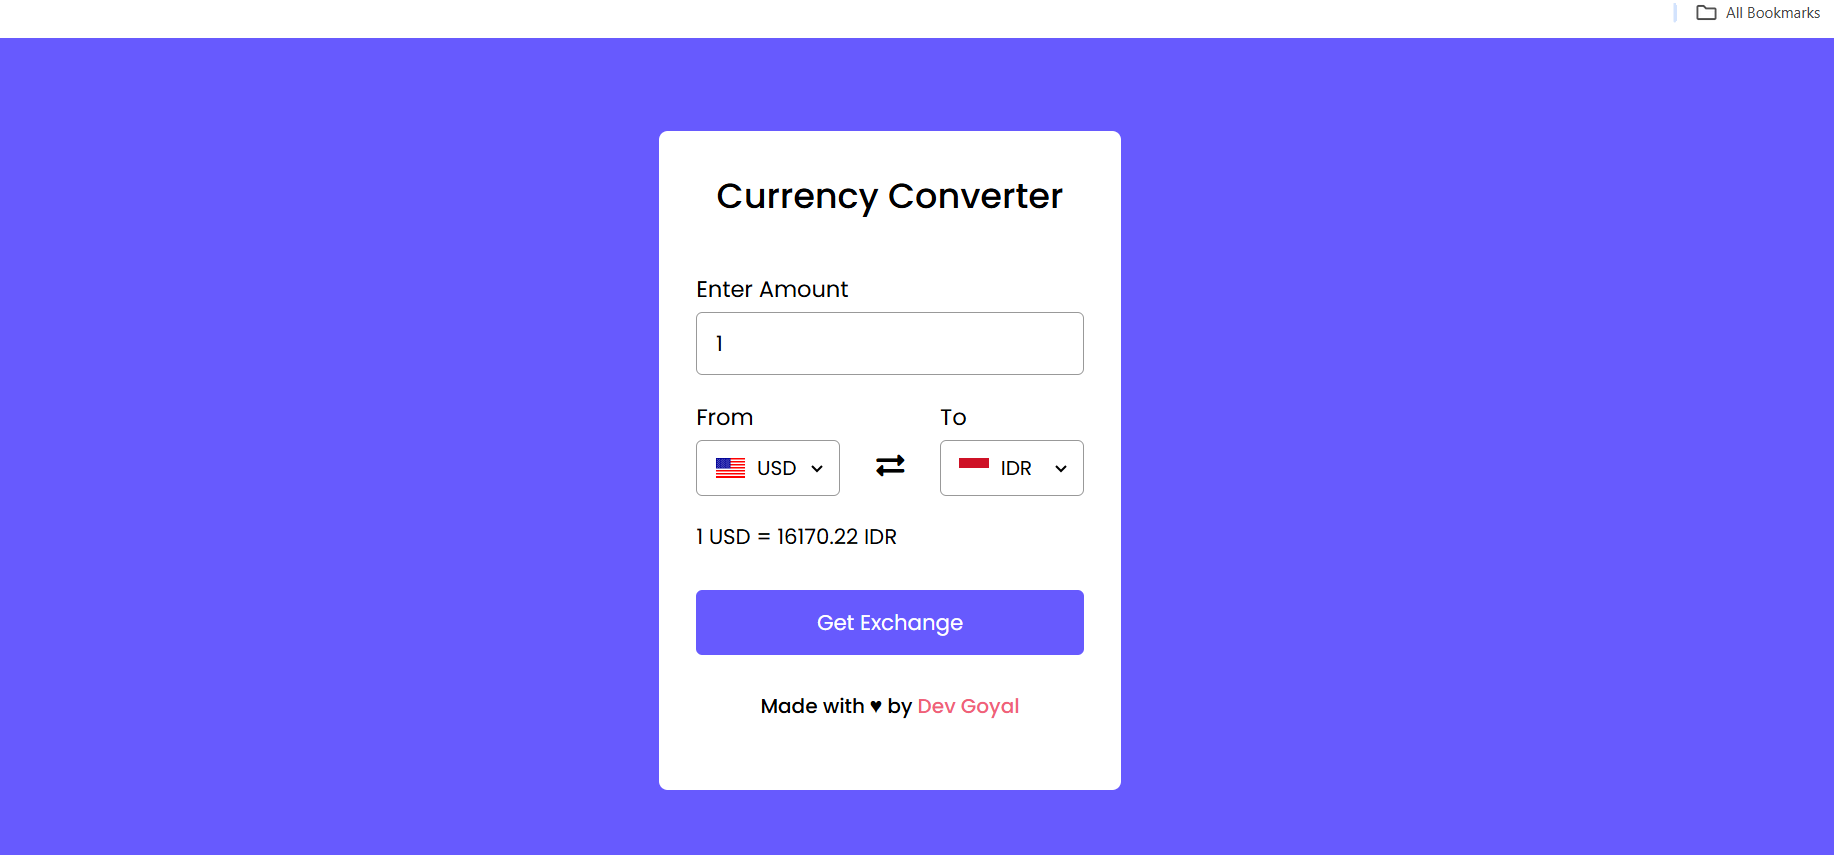 All Bookmarks
Currency Converter
Enter Amount
1
From To
USD IDR
1 USD = 16170.22 IDR
Get Exchange
Made with ♥ by Dev Goyal